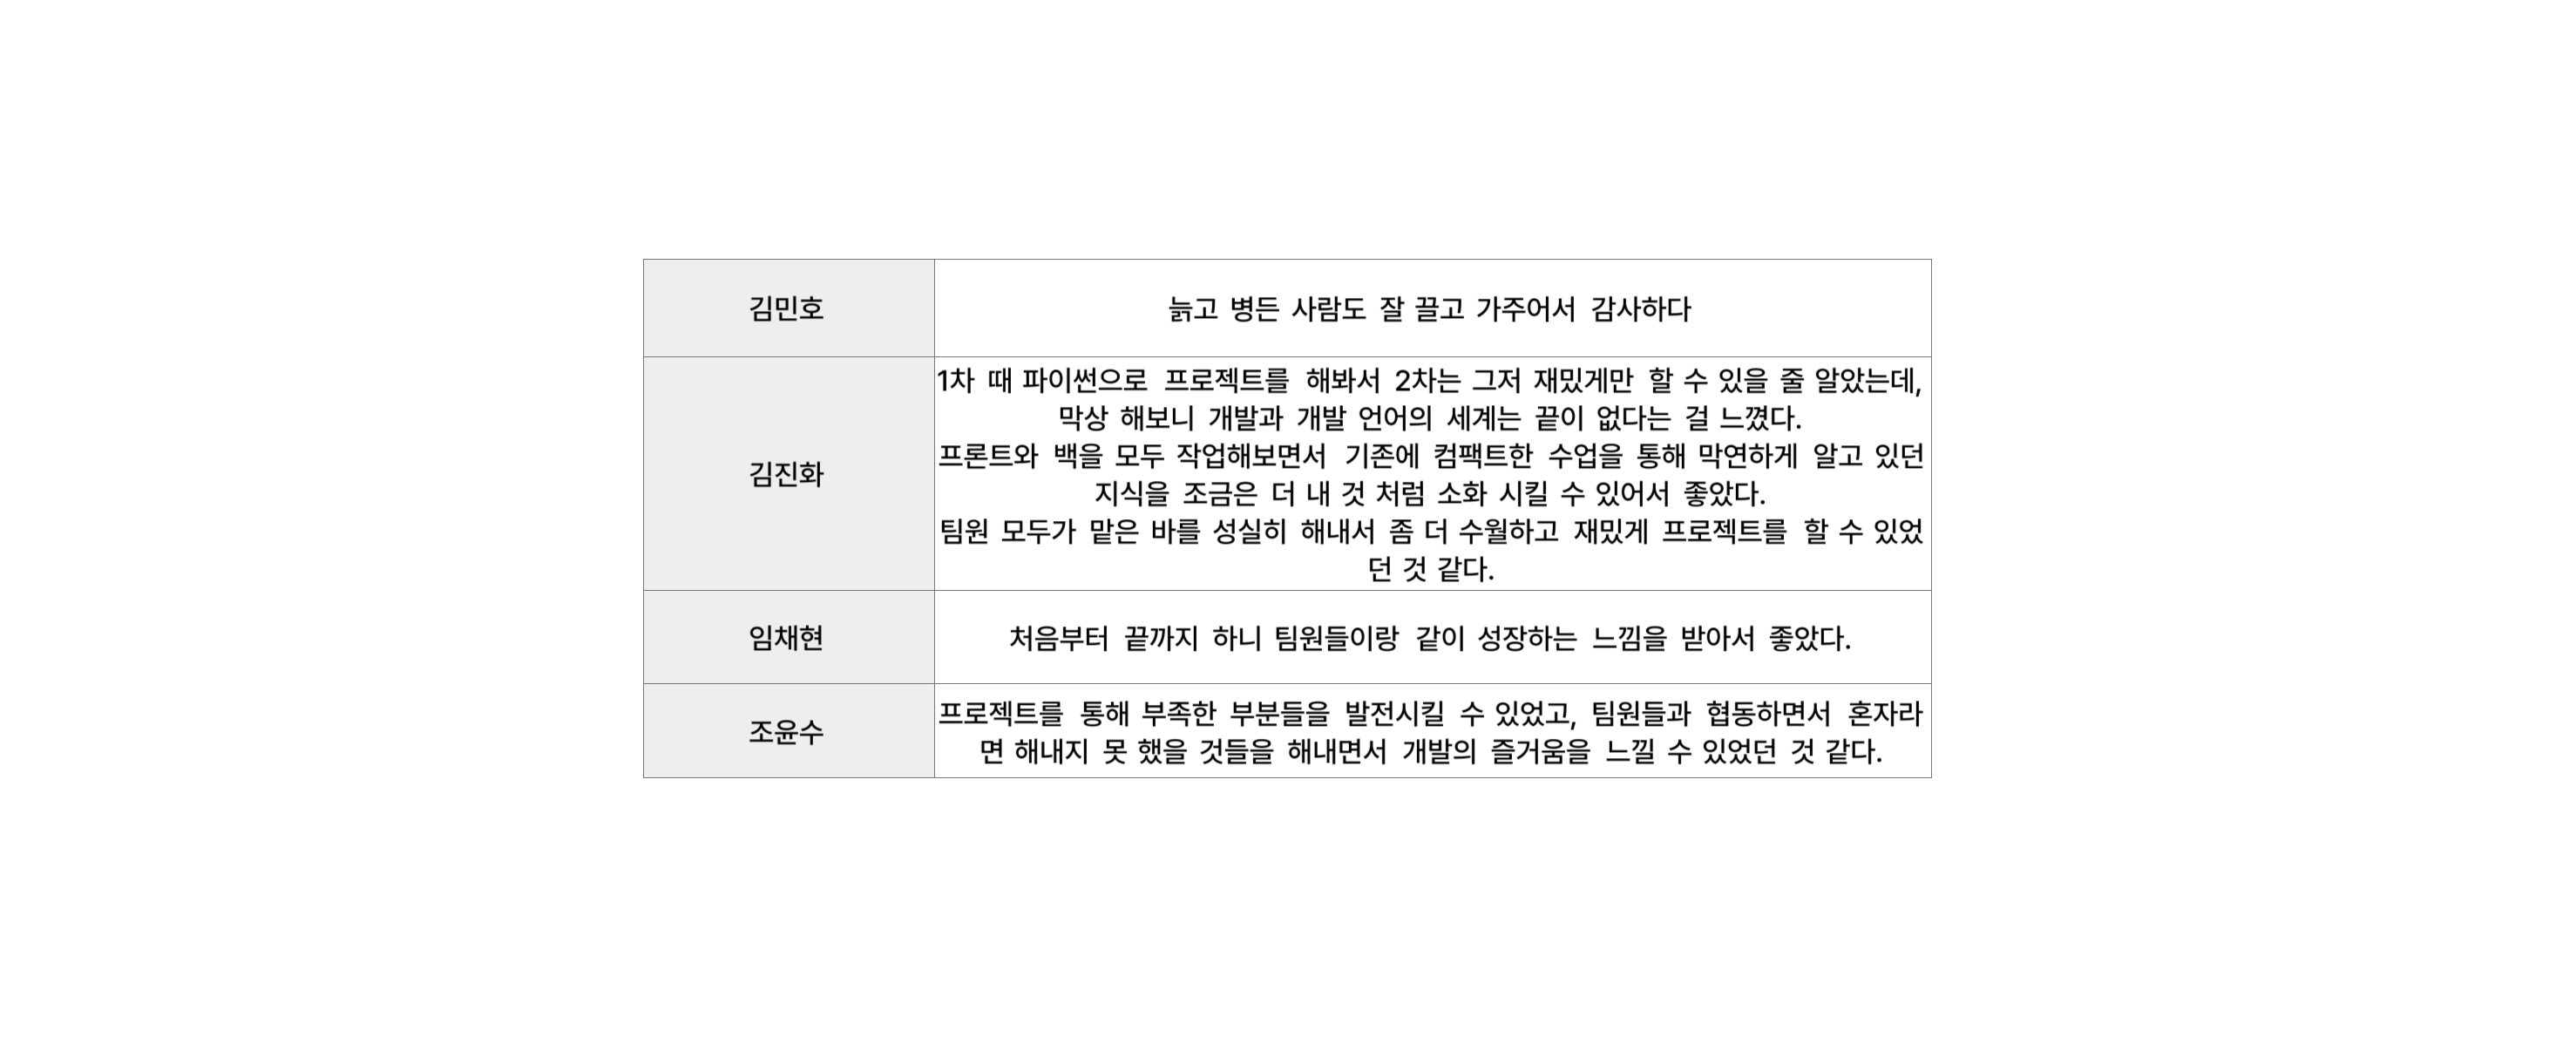 김민호
늙고 병든 사람도 잘 끌고 가주어서 감사하다
김진화
1차 때 파이썬으로 프로젝트를 해봐서 2차는 그저 재밌게만 할 수 있을 줄 알았는데,
막상 해보니 개발과 개발 언어의 세계는 끝이 없다는 걸 느꼈다.
프론트와 백을 모두 작업해보면서 기존에 컴팩트한 수업을 통해 막연하게 알고 있던
지식을 조금은 더 내 것 처럼 소화 시킬 수 있어서 좋았다.
팀원 모두가 맡은 바를 성실히 해내서 좀 더 수월하고 재밌게 프로젝트를 할 수 있었
던 것 같다.
임채현
처음부터 끝까지 하니 팀원들이랑 같이 성장하는 느낌을 받아서 좋았다.
조윤수
프로젝트를 통해 부족한 부분들을 발전시킬 수 있었고, 팀원들과 협동하면서 혼자라
면 해내지 못 했을 것들을 해내면서 개발의 즐거움을 느낄 수 있었던 것 같다.